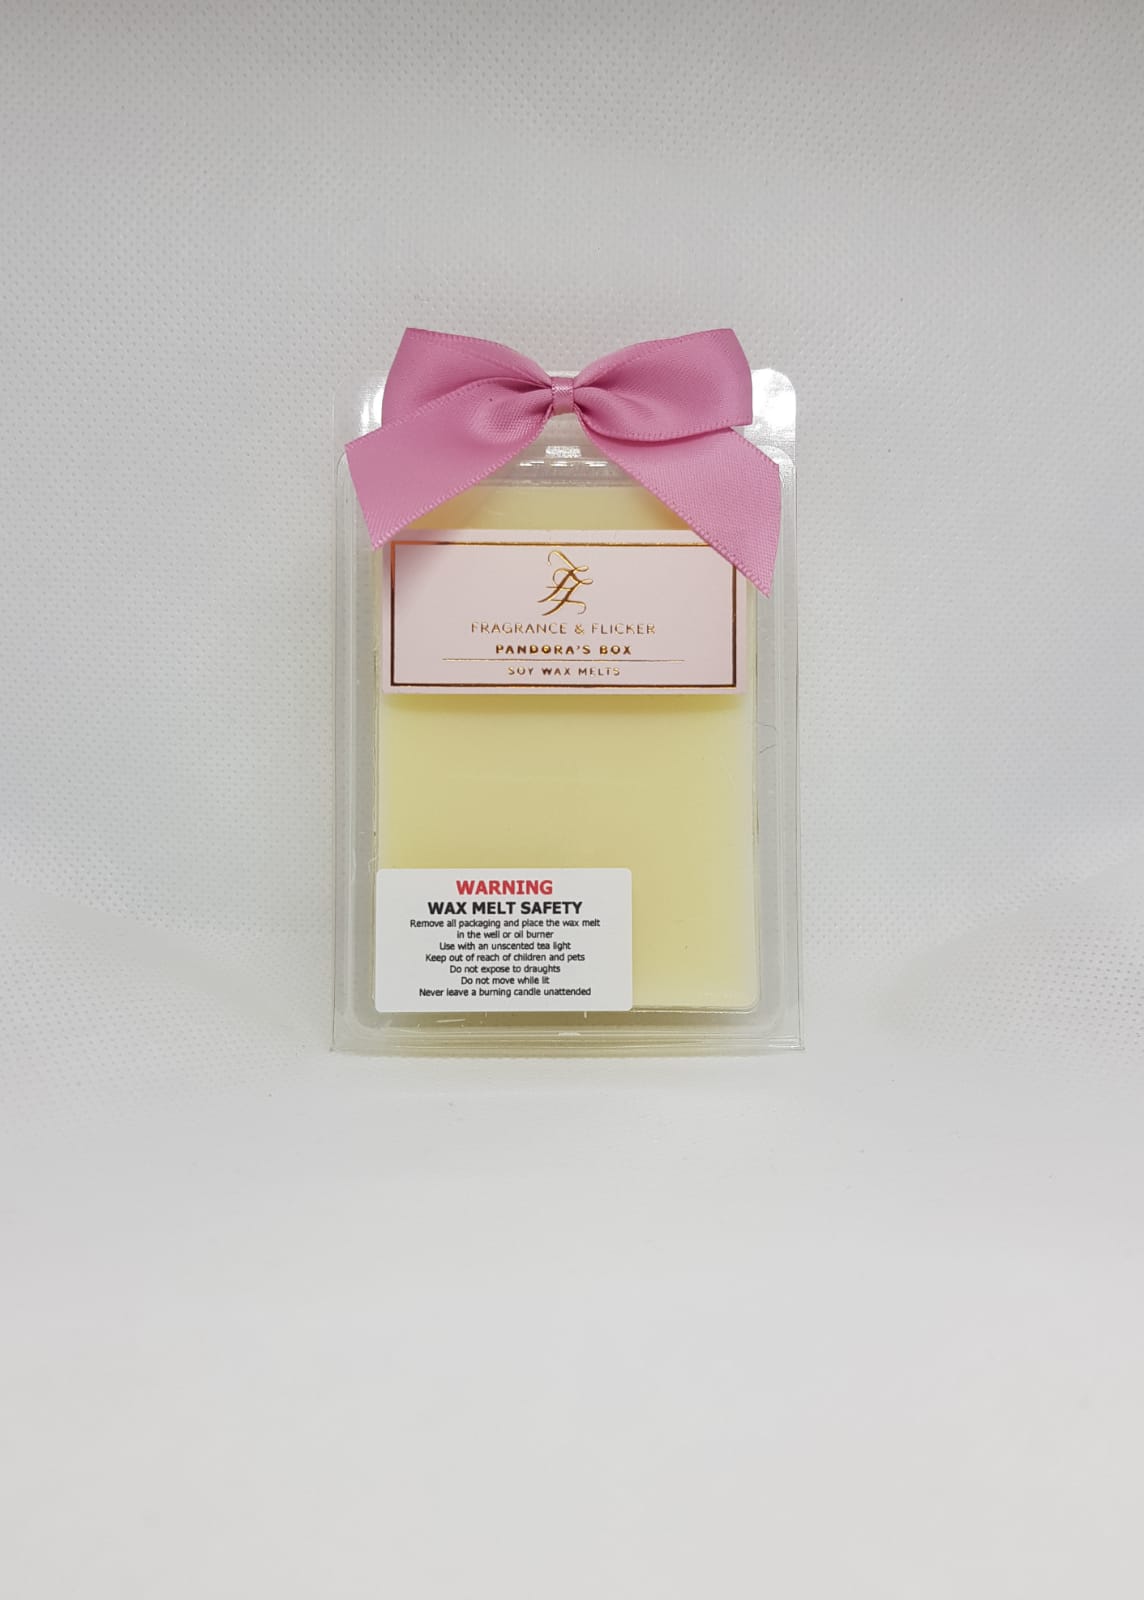 FF
FRAGRANCE & FLICKER
PANDORA'S BOX
SOY WAX MELTS
WARNING
WAX MELT SAFETY
Remove all packaging and place the wax melt
in the well or oil burner
Use with an unscented tea light
Keep out of reach of children and pets
Do not expose to draughts
Do not move while lit
Never leave a burning candle unattended